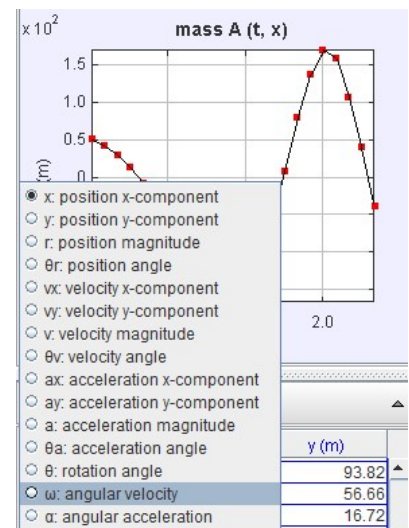 x 10²
mass A (t, x)
1.5
1.0
0.5
0
(m)
x: position x-component
y: position y-component
r: position magnitude
θr: position angle
vx: velocity x-component
vy: velocity y-component
v: velocity magnitude
θv: velocity angle
ax: acceleration x-component
ay: acceleration y-component
a: acceleration magnitude
θa: acceleration angle
θ: rotation angle
ω: angular velocity
α: angular acceleration
2.0
y (m)
93.82
56.66
16.72